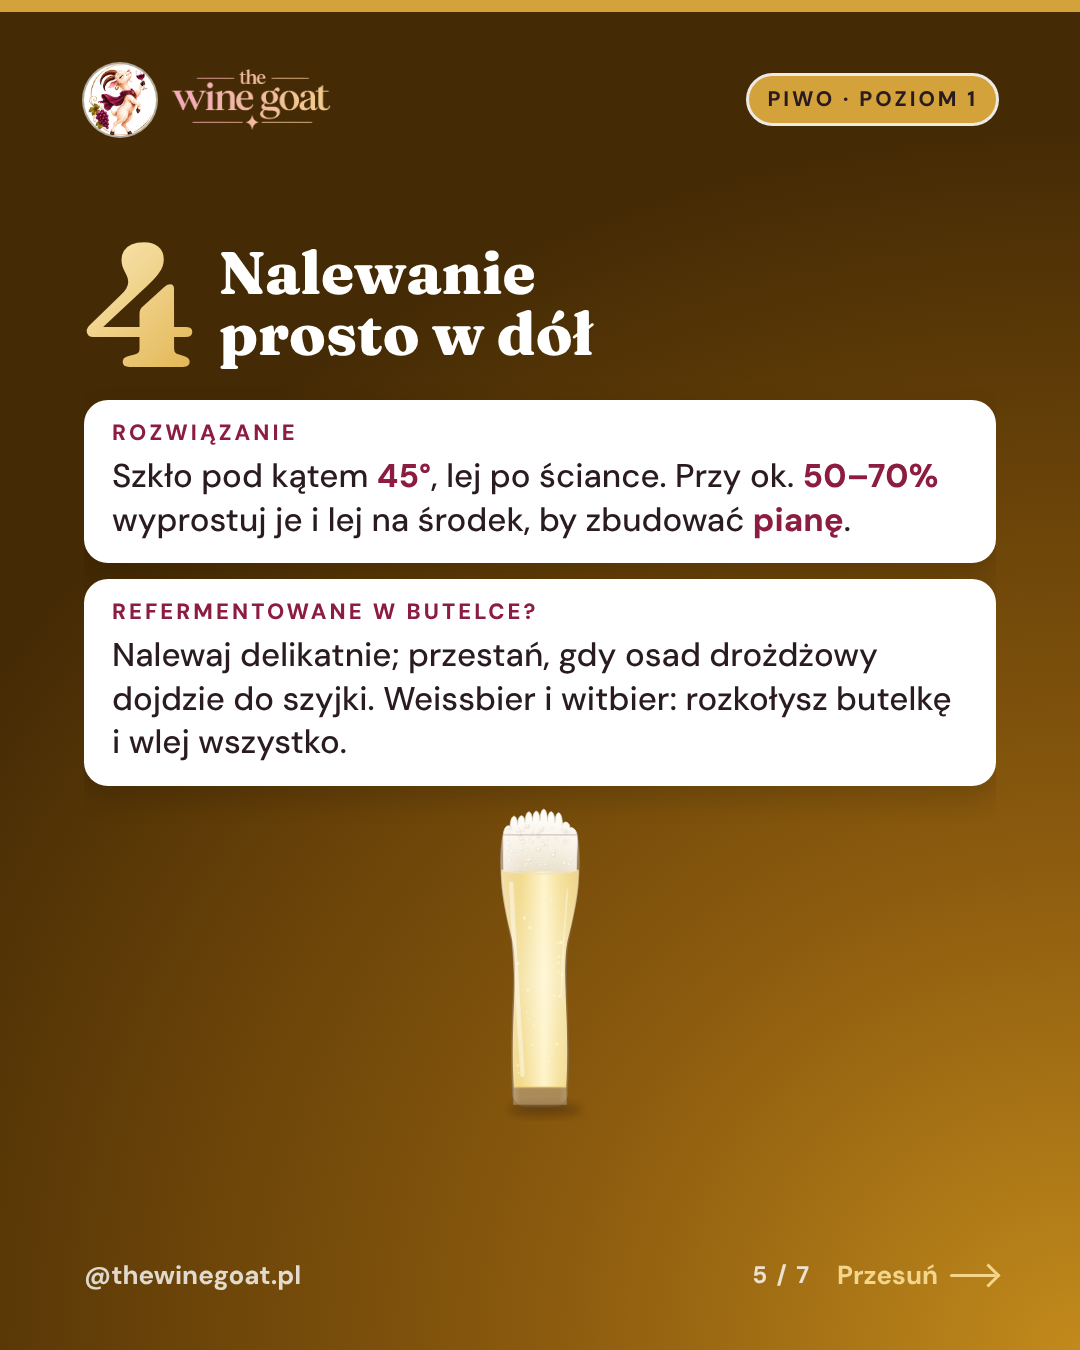 the
wine goat
PIWO · POZIOM 1
4
Nalewanie
prosto w dół
ROZWIĄZANIE
Szkło pod kątem 45°, lej po ściance. Przy ok. 50–70%
wyprostuj je i lej na środek, by zbudować pianę.
REFERMENTOWANE W BUTELCE?
Nalewaj delikatnie; przestań, gdy osad drożdżowy
dojdzie do szyjki. Weissbier i witbier: rozkołysz butelkę
i wlej wszystko.
@thewinegoat.pl
5 / 7
Przesuń